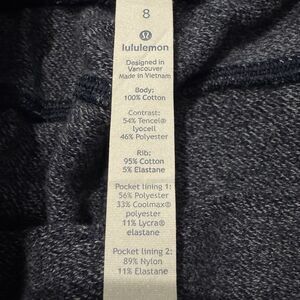 8
lululemon
Designed in
Vancouver
Made in Vietnam
Body:
100% Cotton
Contrast:
54% Tencel®
lyocell
46% Polyester
Rib:
95% Cotton
5% Elastane
Pocket lining 1:
56% Polyester
33% Coolmax®
polyester
11% Lycra®
elastane
Pocket lining 2:
89% Nylon
11% Elastane